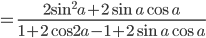 = \frac{2\sin^2 a + 2 \sin a \cos a}{1 + 2 \cos 2a - 1 + 2 \sin a \cos a}